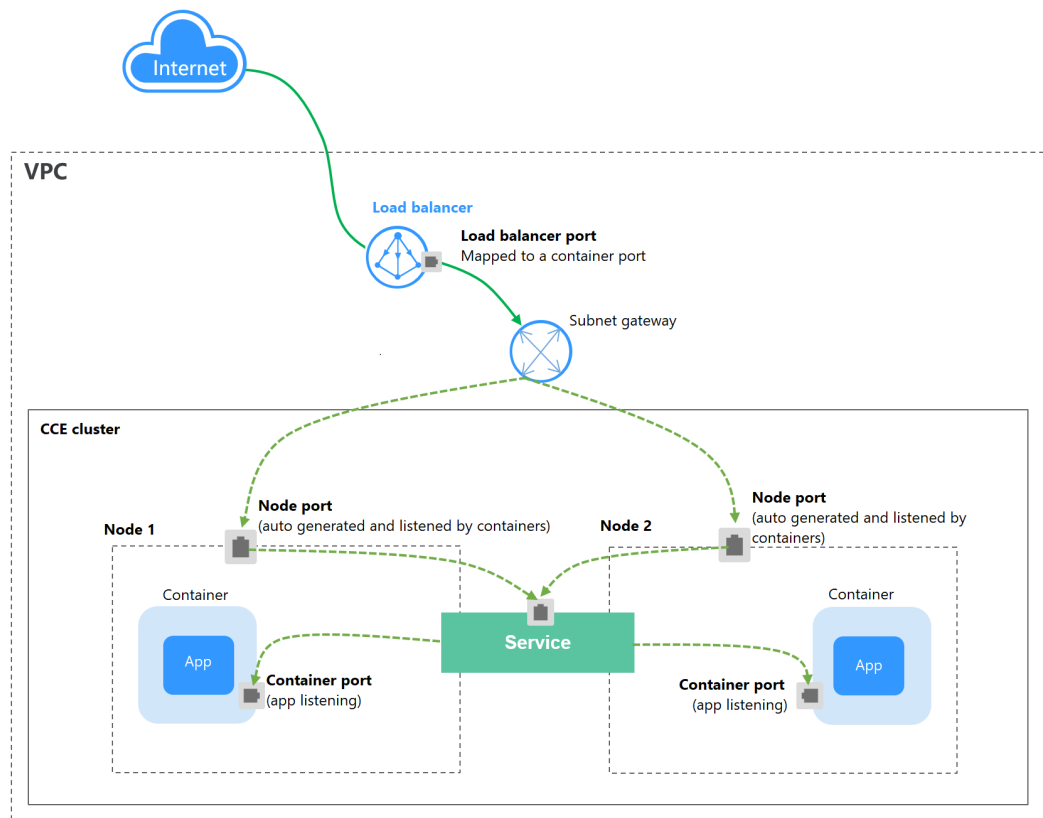 Internet
VPC
Load balancer
Load balancer port
Mapped to a container port
Subnet gateway
CCE cluster
Node port
(auto generated and listened by containers)
Node 1
Node port
(auto generated and listened by
containers)
Node 2
Container
App
Container port
(app listening)
Service
Container
App
Container port
(app listening)